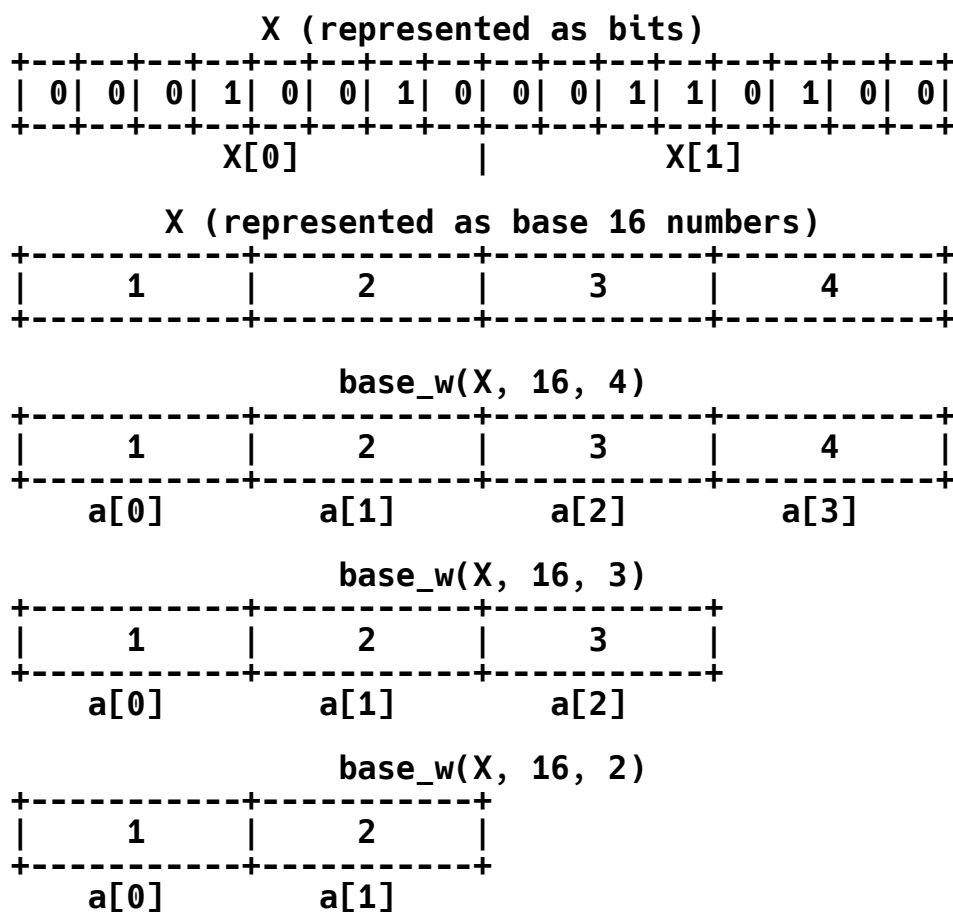 X (represented as bits)
+--+--+--+--+--+--+--+--+--+--+--+--+--+--+--+--+
| 0| 0| 0| 1| 0| 0| 1| 0| 0| 0| 1| 1| 0| 1| 0| 0|
+--+--+--+--+--+--+--+--+--+--+--+--+--+--+--+--+
X[0] | X[1]
X (represented as base 16 numbers)
+-----------+-----------+-----------+-----------+
| 1 | 2 | 3 | 4 |
+-----------+-----------+-----------+-----------+
base_w(X, 16, 4)
+-----------+-----------+-----------+-----------+
| 1 | 2 | 3 | 4 |
+-----------+-----------+-----------+-----------+
a[0] a[1] a[2] a[3]
base_w(X, 16, 3)
+-----------+-----------+-----------+
| 1 | 2 | 3 |
+-----------+-----------+-----------+
a[0] a[1] a[2]
base_w(X, 16, 2)
+-----------+-----------+
| 1 | 2 |
+-----------+-----------+
a[0] a[1]